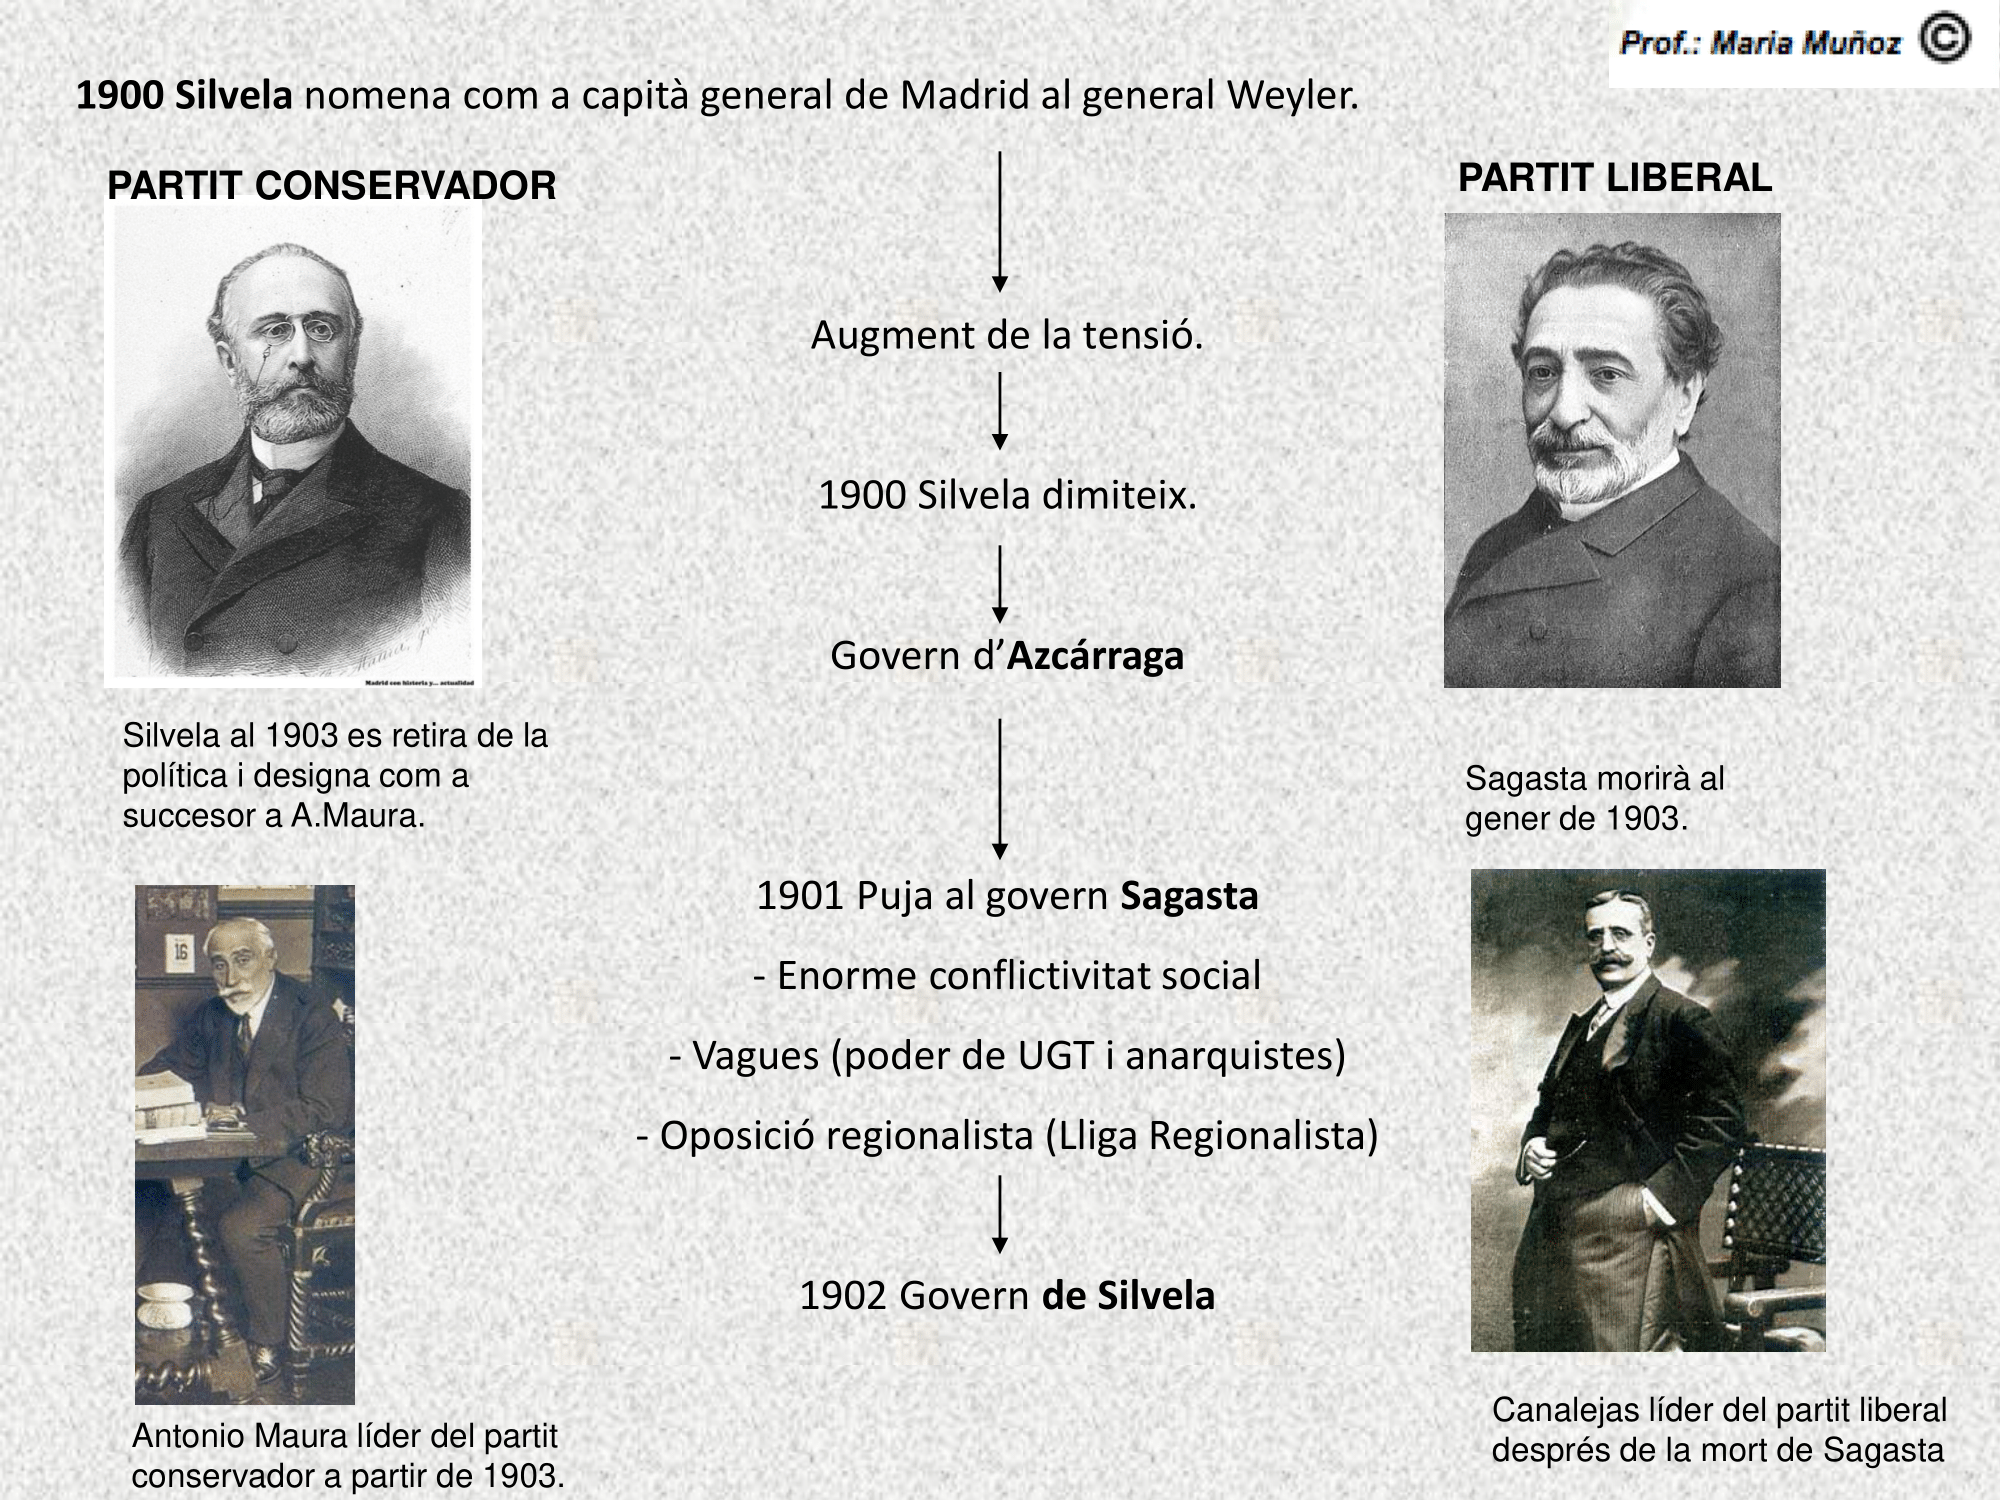 Prof.: Maria Muñoz ©
1900 Silvela nomena com a capità general de Madrid al general Weyler.
PARTIT CONSERVADOR
PARTIT LIBERAL
Augment de la tensió.
1900 Silvela dimiteix.
Govern d’Azcárraga
Madrid con historia y... actualidad
Silvela al 1903 es retira de la
política i designa com a
succesor a A.Maura.
Sagasta morirà al
gener de 1903.
1901 Puja al govern Sagasta
- Enorme conflictivitat social
- Vagues (poder de UGT i anarquistes)
- Oposició regionalista (Lliga Regionalista)
1902 Govern de Silvela
16
Antonio Maura líder del partit
conservador a partir de 1903.
Canalejas líder del partit liberal
després de la mort de Sagasta